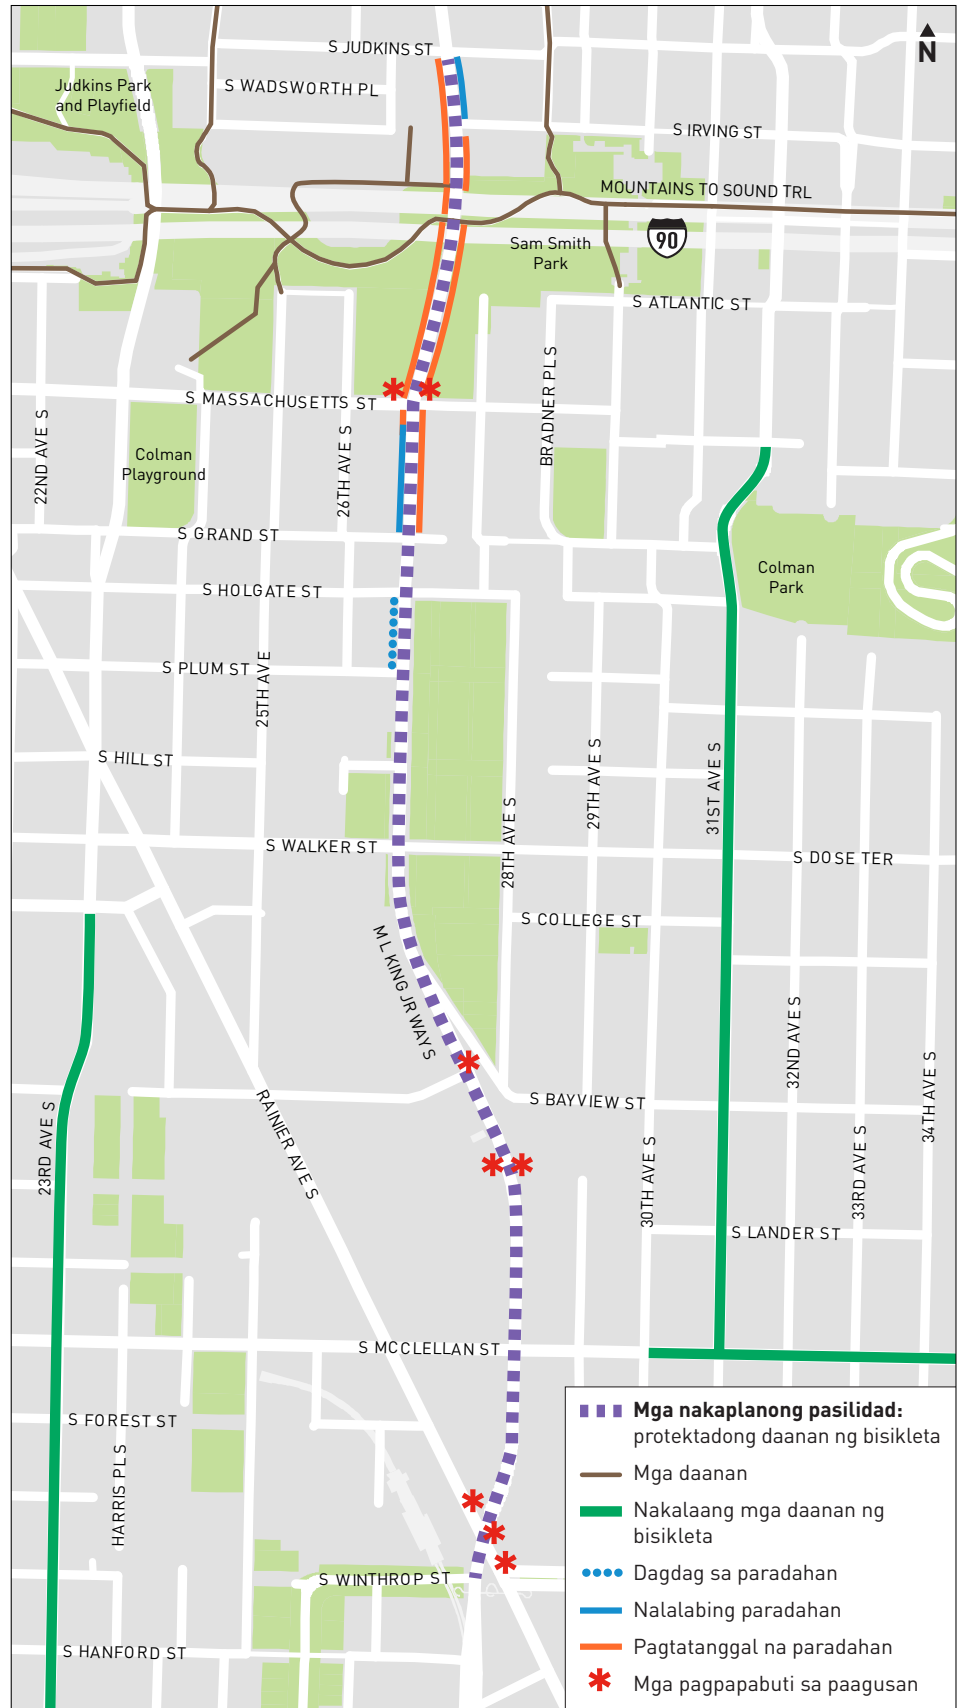 S JUDKINS ST
N
Judkins Park
and Playfield
S WADSWORTH PL
S IRVING ST
MOUNTAINS TO SOUND TRL
Sam Smith
Park
90
S ATLANTIC ST
BRADNER PL S
S MASSACHUSETTS ST
22ND AVE S
26TH AVE S
Colman
Playground
S GRAND ST
Colman
Park
S HOLGATE ST
S PLUM ST
25TH AVE
S HILL ST
29TH AVE S
31ST AVE S
28TH AVE S
S WALKER ST
S DOSE TER
S COLLEGE ST
M L KING JR WAY S
32ND AVE S
34TH AVE S
S BAYVIEW ST
RAINIER AVE S
23RD AVE S
30TH AVE S
33RD AVE S
S LANDER ST
S MCCLELLAN ST
S FOREST ST
HARRIS PL S
S WINTHROP ST
S HANFORD ST
Mga nakaplanong pasilidad:
protektadong daanan ng bisikleta
Mga daanan
Nakalaang mga daanan ng
bisikleta
Dagdag sa paradahan
Nalalabing paradahan
Pagtatanggal na paradahan
Mga pagpapabuti sa paagusan